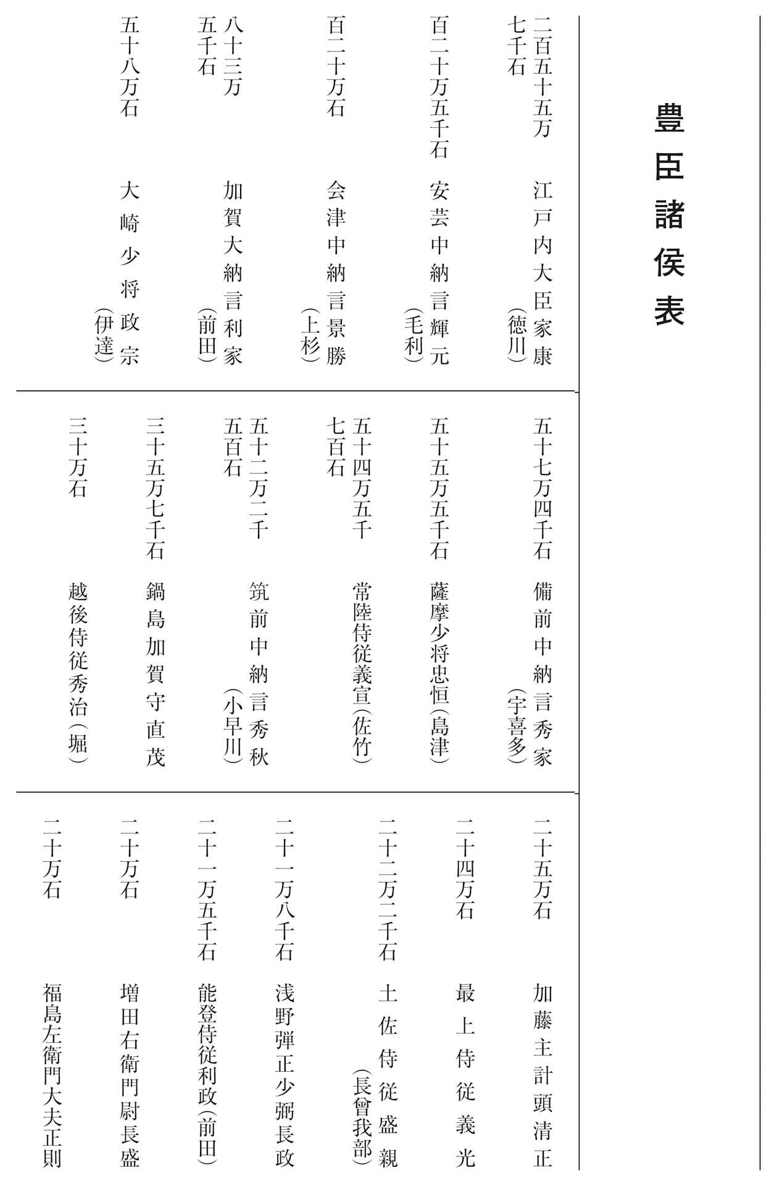 豊臣諸侯表
二百五十五万
七千石
江戸内大臣家康
(徳川)
百二十万五千石
安芸中納言輝元
(毛利)
百二十万石
会津中納言景勝
(上杉)
八十三万
五千石
加賀大納言利家
(前田)
五十八万石
大崎少将政宗
(伊達)
五十七万四千石
備前中納言秀家
(宇喜多)
五十五万五千石
薩摩少将忠恒(島津)
五十四万五千
七百石
常陸侍従義宣(佐竹)
五十二万二千
五百石
筑前中納言秀秋
(小早川)
三十五万七千石
鍋島加賀守直茂
三十万石
越後侍従秀治(堀)
二十五万石
加藤主計頭清正
二十四万石
最上侍従義光
二十二万二千石
土佐侍従盛親
(長曾我部)
二十一万八千石
浅野弾正少弼長政
二十一万五千石
能登侍従利政(前田)
二十万石
増田右衛門尉長盛
二十万石
福島左衛門大夫正則